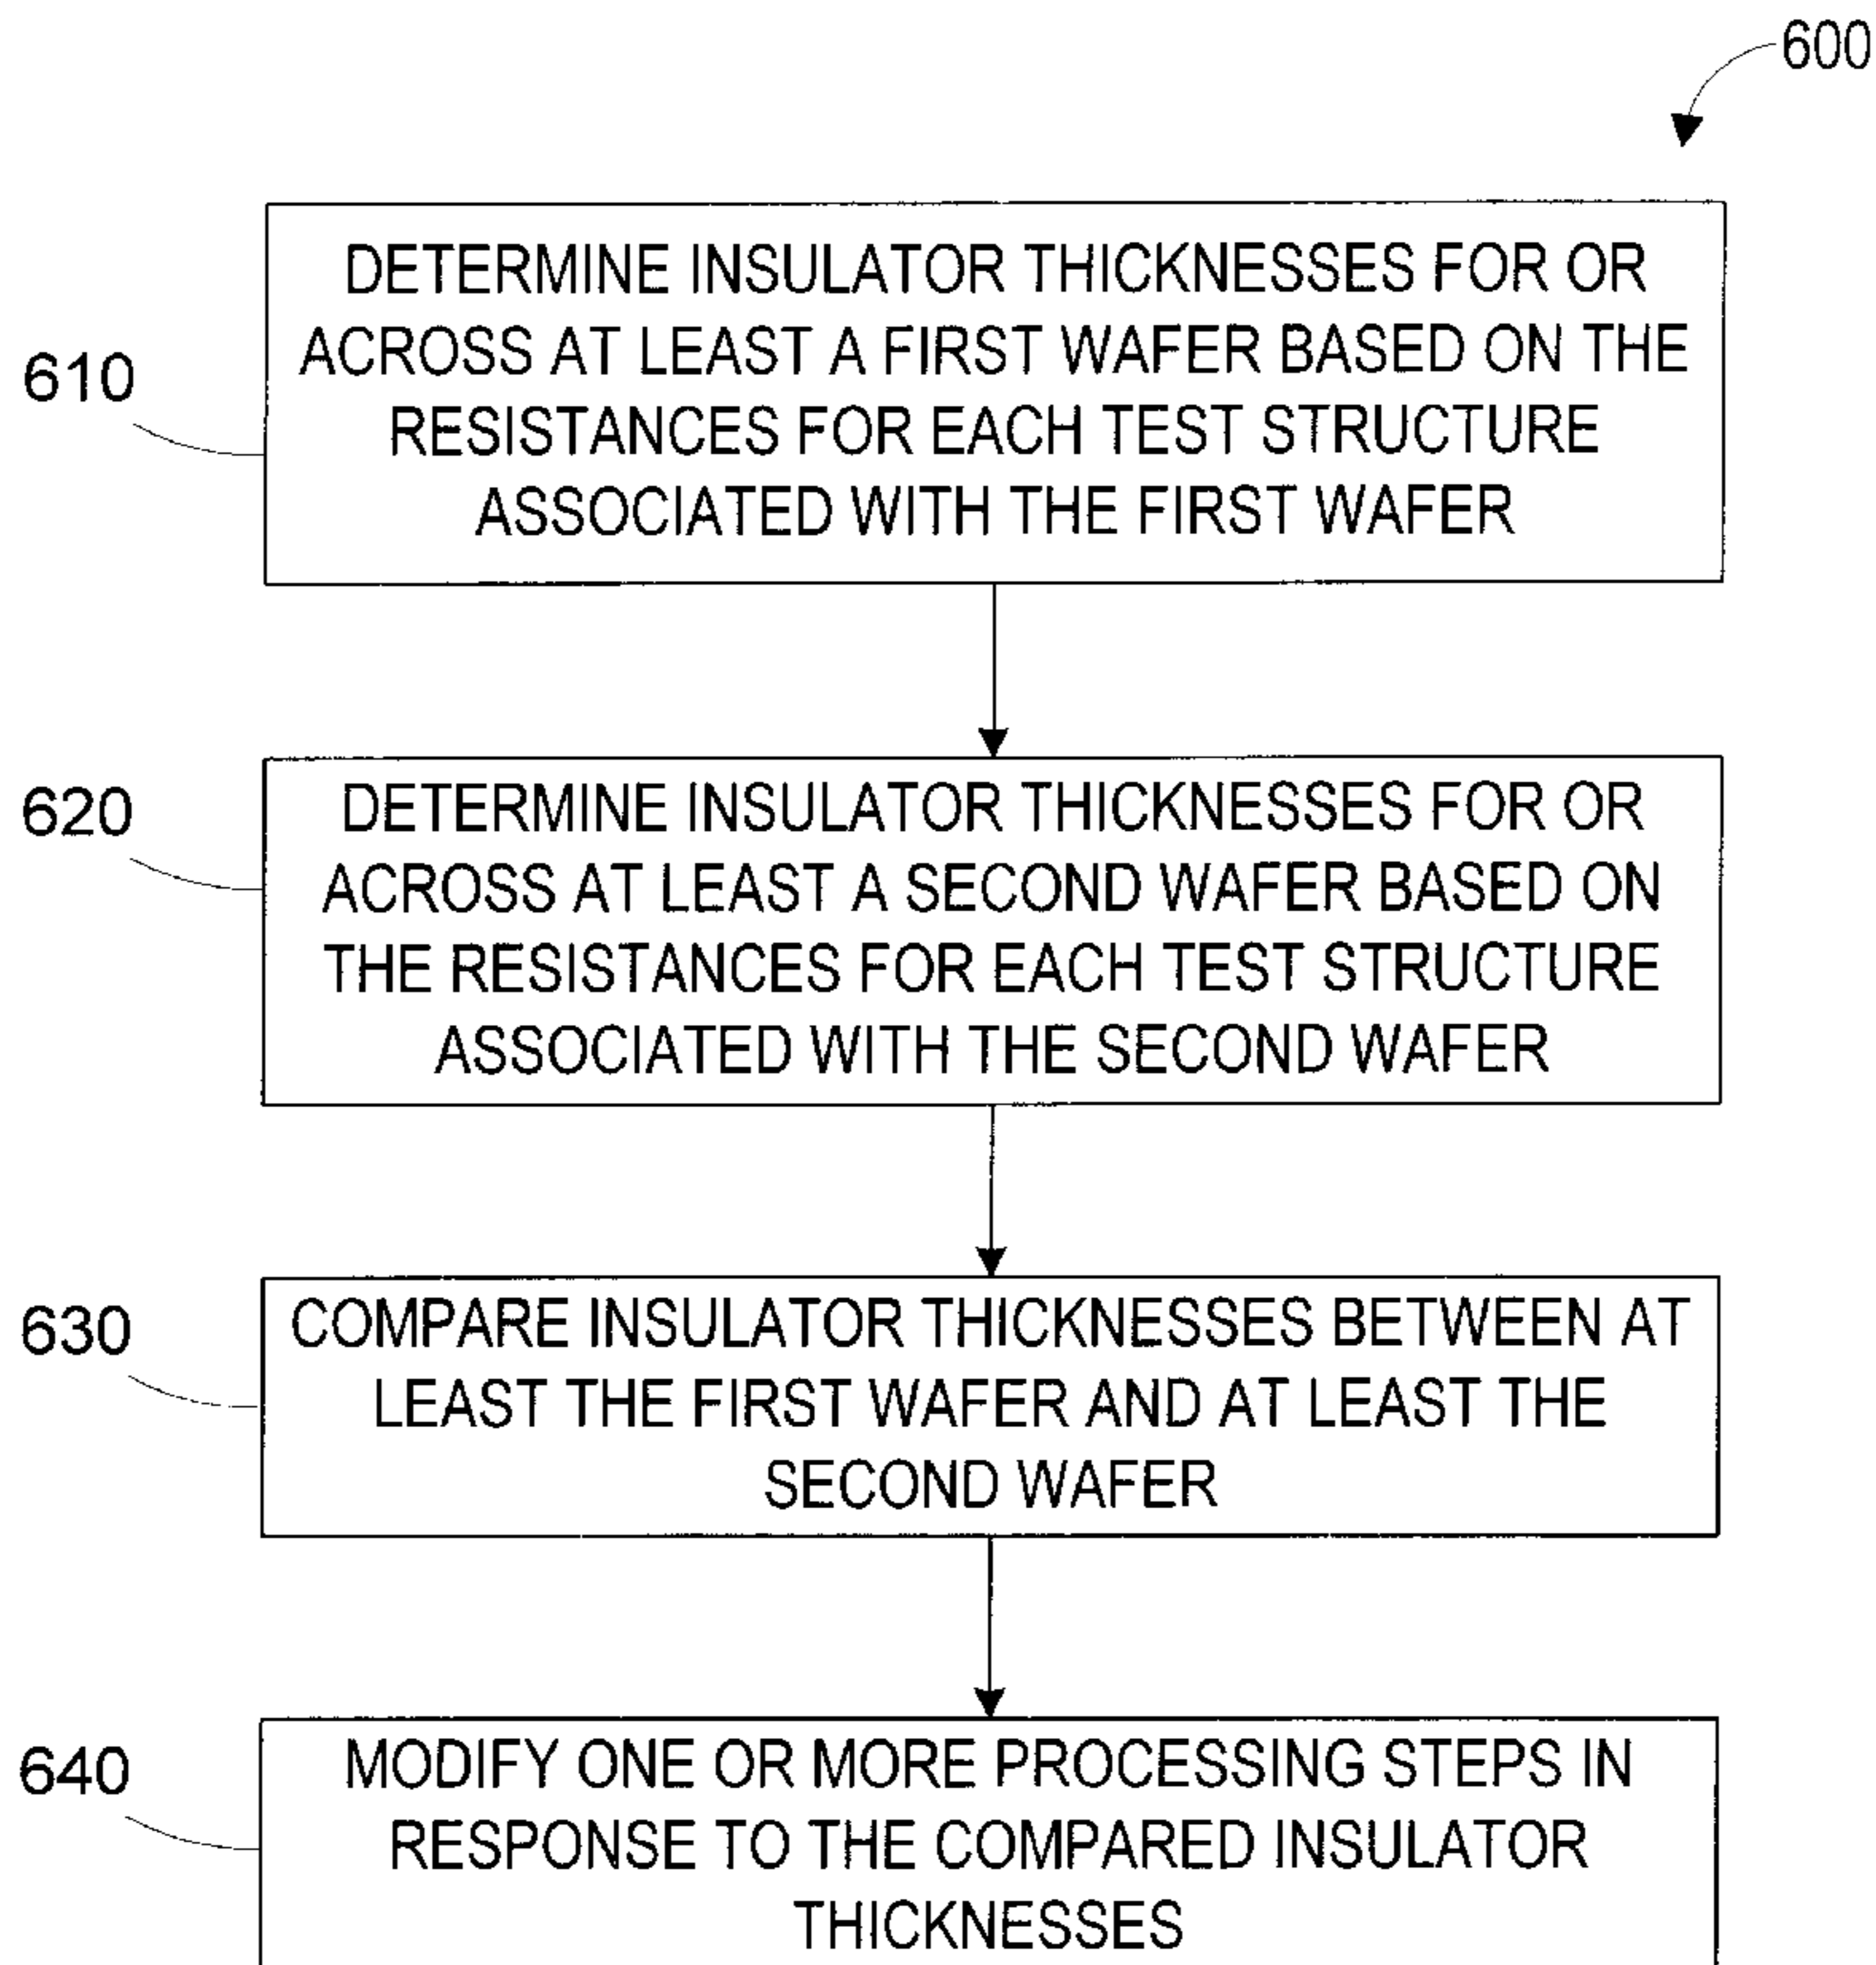 600
610
DETERMINE INSULATOR THICKNESSES FOR OR
ACROSS AT LEAST A FIRST WAFER BASED ON THE
RESISTANCES FOR EACH TEST STRUCTURE
ASSOCIATED WITH THE FIRST WAFER
620
DETERMINE INSULATOR THICKNESSES FOR OR
ACROSS AT LEAST A SECOND WAFER BASED ON
THE RESISTANCES FOR EACH TEST STRUCTURE
ASSOCIATED WITH THE SECOND WAFER
630
COMPARE INSULATOR THICKNESSES BETWEEN AT
LEAST THE FIRST WAFER AND AT LEAST THE
SECOND WAFER
640
MODIFY ONE OR MORE PROCESSING STEPS IN
RESPONSE TO THE COMPARED INSULATOR
THICKNESSES